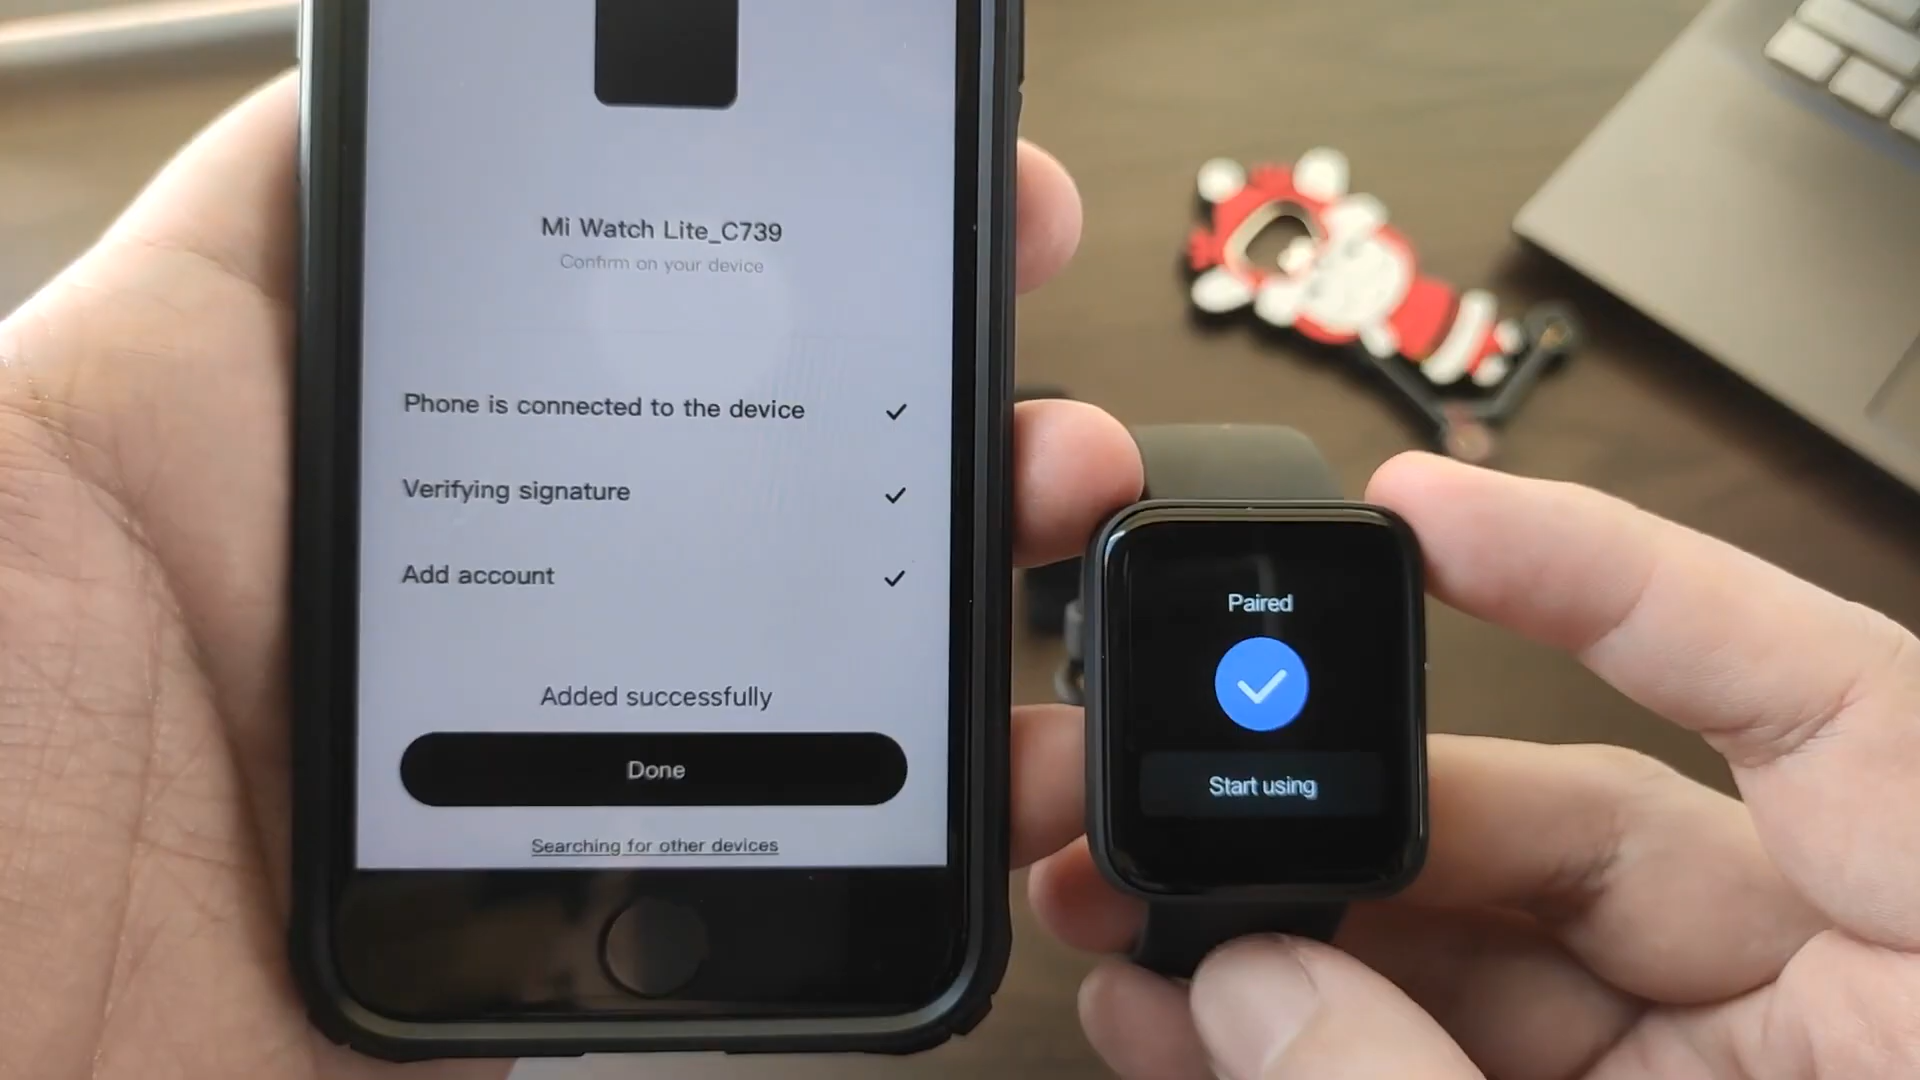 Mi Watch Lite_C739
Confirm on your device
Phone is connected to the device
Verifying signature
Add account
Added successfully
Done
Searching for other devices
Paired
Start using